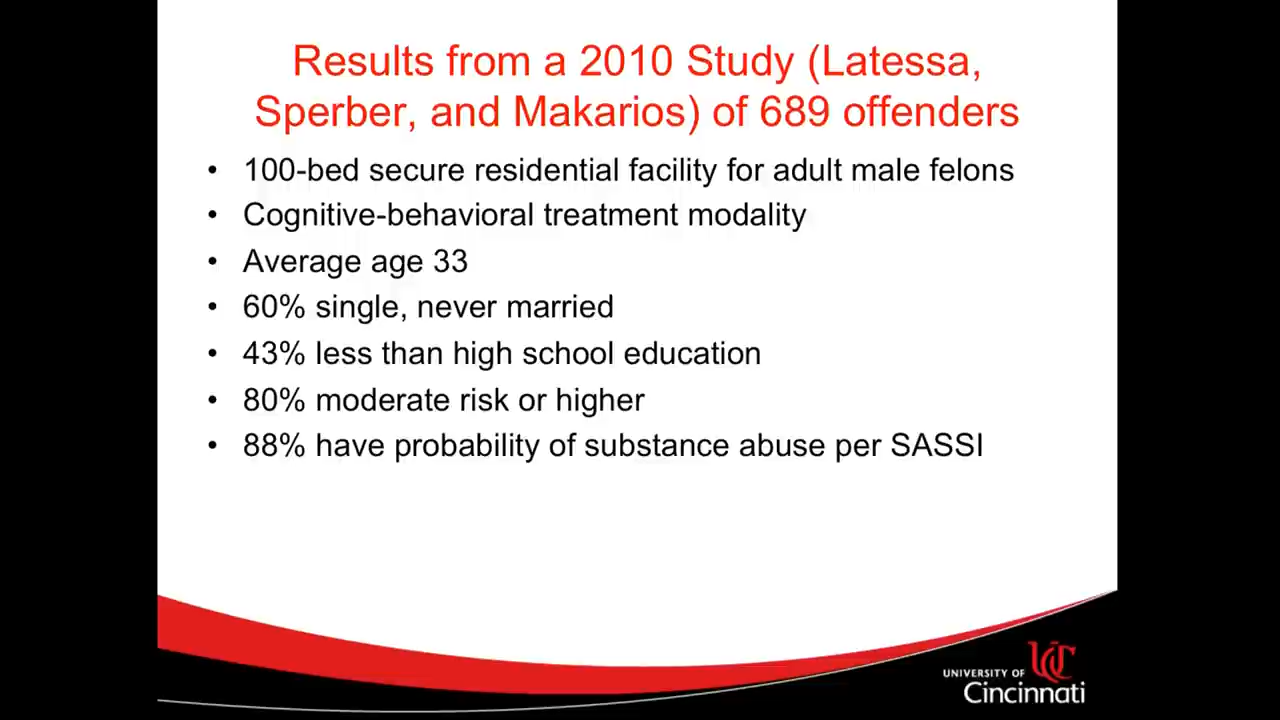 Results from a 2010 Study (Latessa,
Sperber, and Makarios) of 689 offenders
• 100-bed secure residential facility for adult male felons
• Cognitive-behavioral treatment modality
• Average age 33
• 60% single, never married
• 43% less than high school education
• 80% moderate risk or higher
• 88% have probability of substance abuse per SASSI
UNIVERSITY OF
Cincinnati